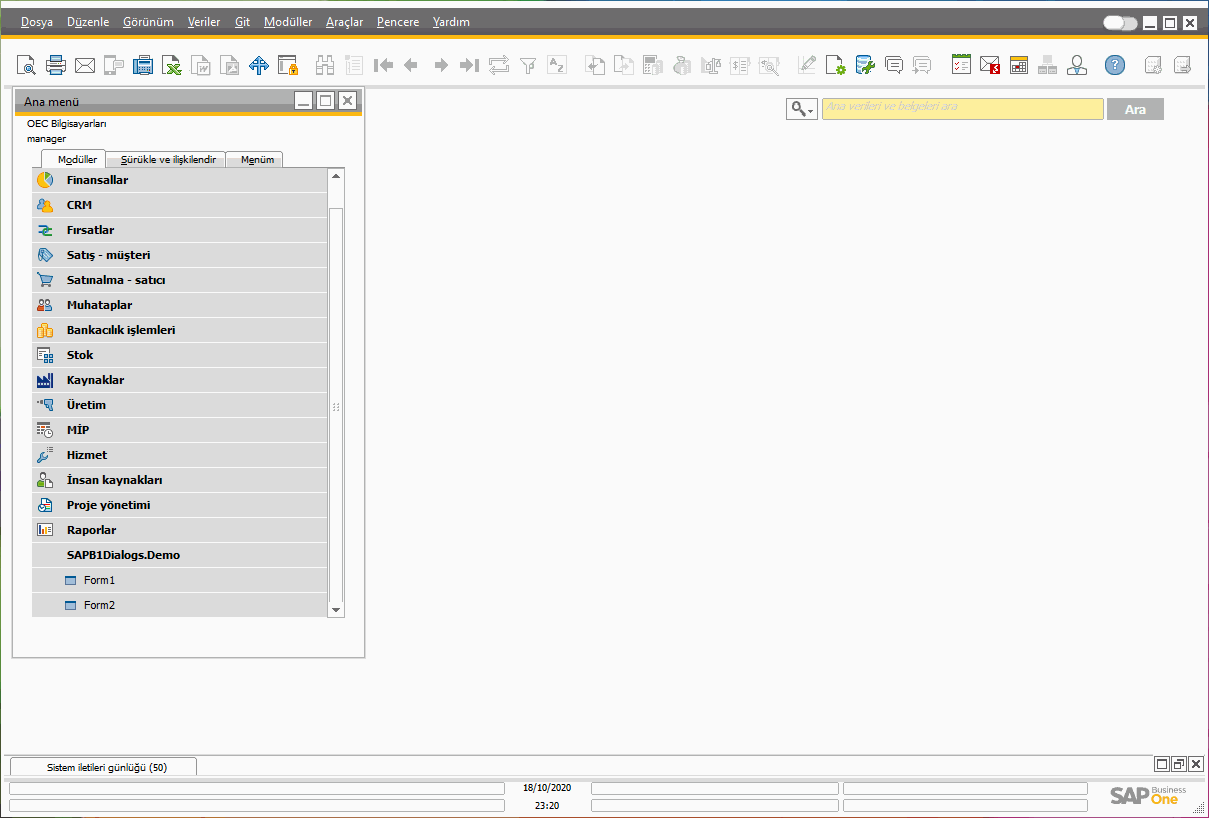 Dosya Düzenle Görünüm Veriler Git Modüller Araçlar Pencere Yardım
Ana menü
Ana verileri ve belgeleri ara
Ara
OEC Bilgisayarları
manager
Modüller Sürükle ve ilişkilendir Menüm
Finansallar
CRM
Fırsatlar
Satış - müşteri
Satınalma - satıcı
Muhataplar
Bankacılık işlemleri
Stok
Kaynaklar
Üretim
MİP
Hizmet
İnsan kaynakları
Proje yönetimi
Raporlar
SAPB1Dialogs.Demo
Form1
Form2
Sistem iletileri günlüğü (50)
18/10/2020
23:20
SAP Business One